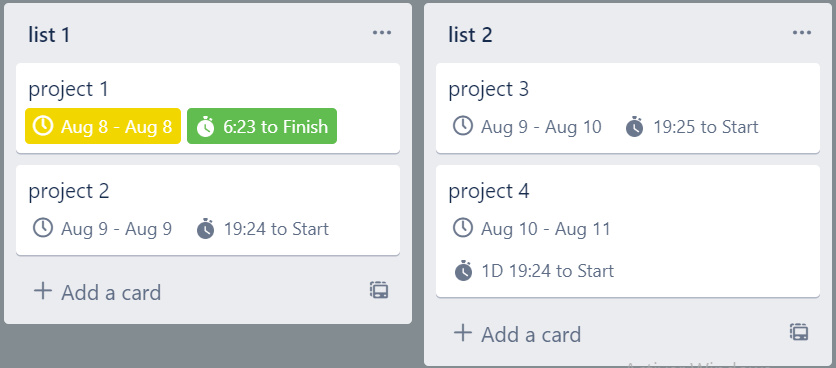 list 1
project 1
Aug 8 - Aug 8 6:23 to Finish
project 2
Aug 9 - Aug 9 19:24 to Start
Add a card
list 2
project 3
Aug 9 - Aug 10 19:25 to Start
project 4
Aug 10 - Aug 11
1D 19:24 to Start
Add a card